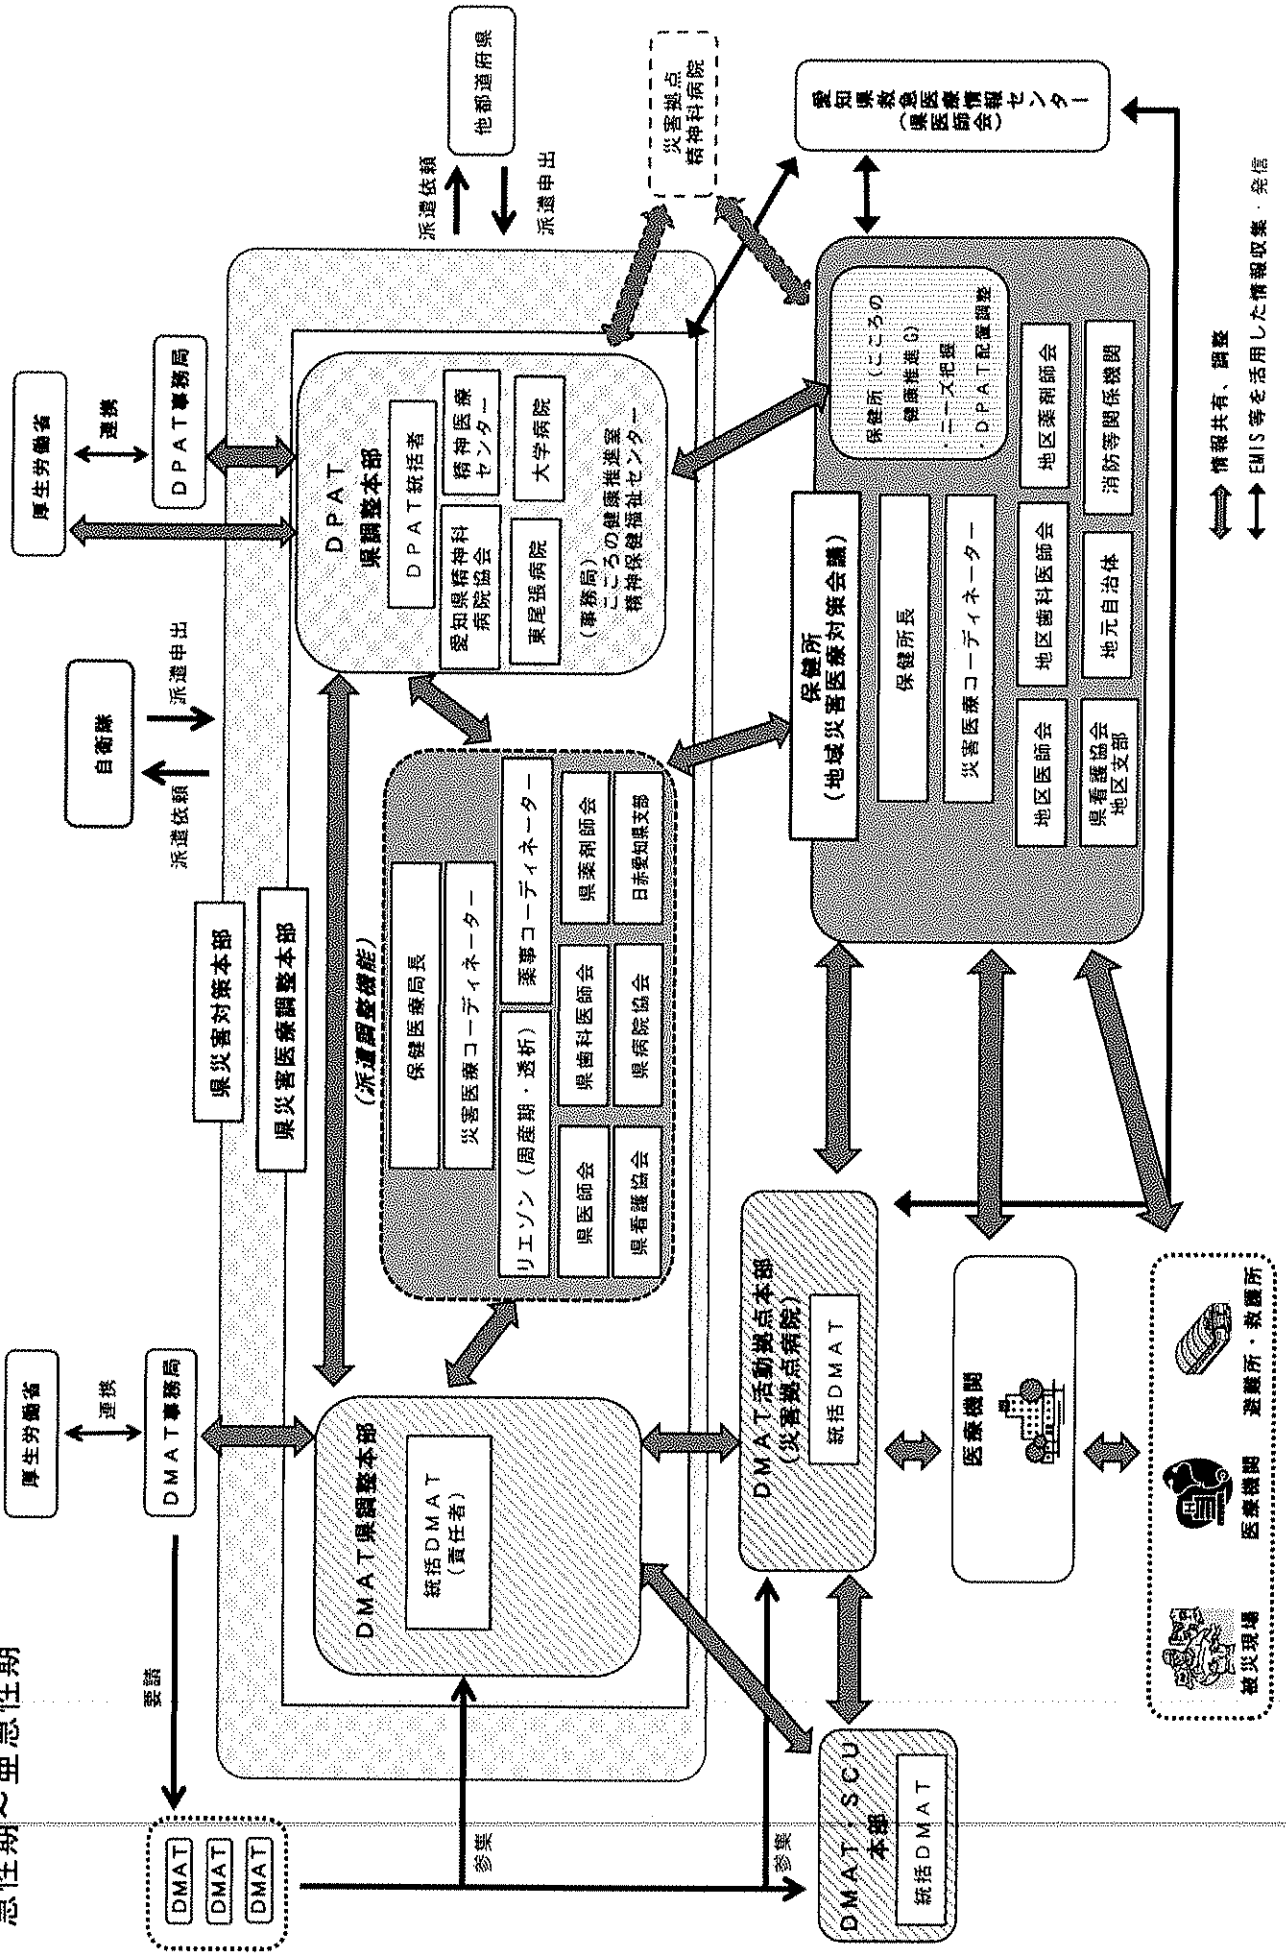 急性期～亜急性期
厚生労働省
連携
DMAT事務局
要請
DMAT
DMAT
DMAT
参集
参集
自衛隊
派遣依頼
派遣申出
厚生労働省
連携
DPAT事務局
他都道府県
派遣依頼
派遣申出
県災害対策本部
県災害医療調整本部
DMAT県調整本部
統括DMAT
(責任者)
(派遣調整機能)
保健医療局長
災害医療コーディネーター
リエゾン（周産期・透析）
薬事コーディネーター
県医師会
県歯科医師会
県薬剤師会
県看護協会
県病院協会
日赤愛知県支部
DPAT
県調整本部
DPAT統括者
愛知県精神科
病院協会
精神医療
センター
東尾張病院
大学病院
(事務局)
こころの健康推進室
精神保健福祉センター
災害拠点
精神科病院
愛知県救急医療情報センター
(県医師会)
DMAT・SCU
本部
統括DMAT
DMAT活動拠点本部
(災害拠点病院)
統括DMAT
保健所
(地域災害医療対策会議)
保健所長
災害医療コーディネーター
地区医師会
地区歯科医師会
地区薬剤師会
県看護協会
地区支部
地元自治体
消防等関係機関
保健所（こころの
健康推進G）
・ニーズ把握
・DPAT配置調整
医療機関
被災現場
医療機関
避難所・救護所
情報共有、調整
EMIS等を活用した情報収集・発信